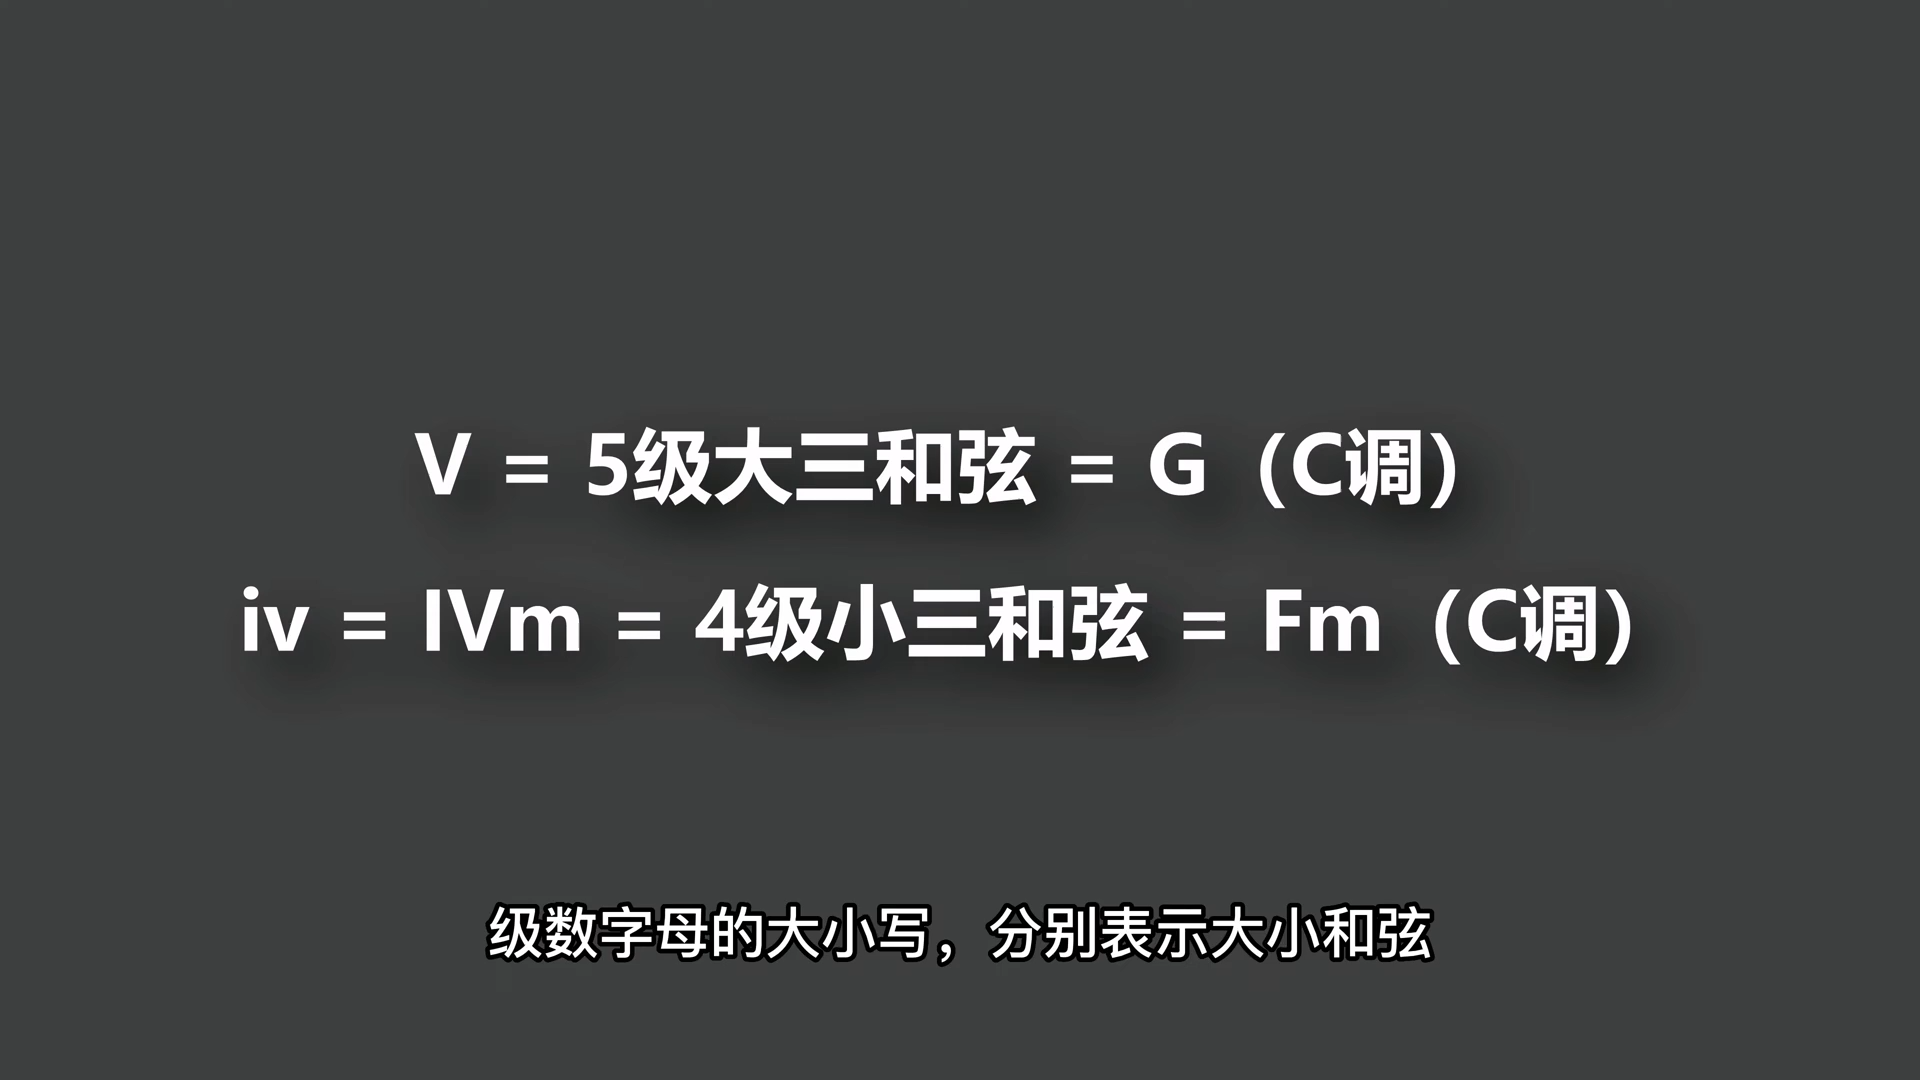 V = 5级大三和弦 = G（C调）
iv = IVm = 4级小三和弦 = Fm（C调）
级数字母的大小写，分别表示大小和弦